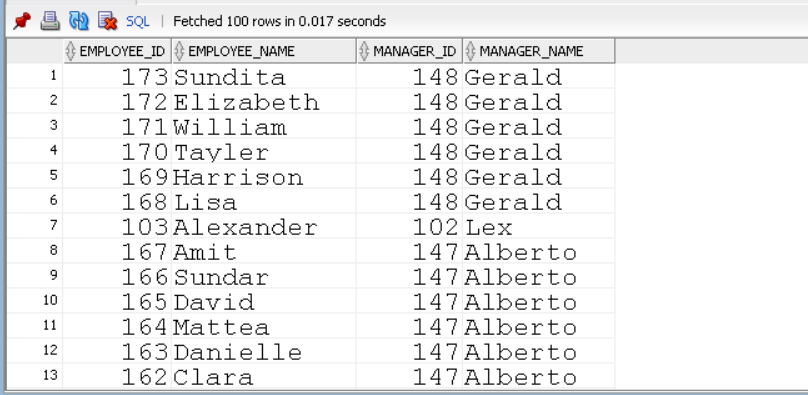 SQL | Fetched 100 rows in 0.017 seconds
EMPLOYEE_ID EMPLOYEE_NAME MANAGER_ID MANAGER_NAME
1 173 Sundita 148 Gerald
2 172 Elizabeth 148 Gerald
3 171 William 148 Gerald
4 170 Tayler 148 Gerald
5 169 Harrison 148 Gerald
6 168 Lisa 148 Gerald
7 103 Alexander 102 Lex
8 167 Amit 147 Alberto
9 166 Sundar 147 Alberto
10 165 David 147 Alberto
11 164 Mattea 147 Alberto
12 163 Danielle 147 Alberto
13 162 Clara 147 Alberto